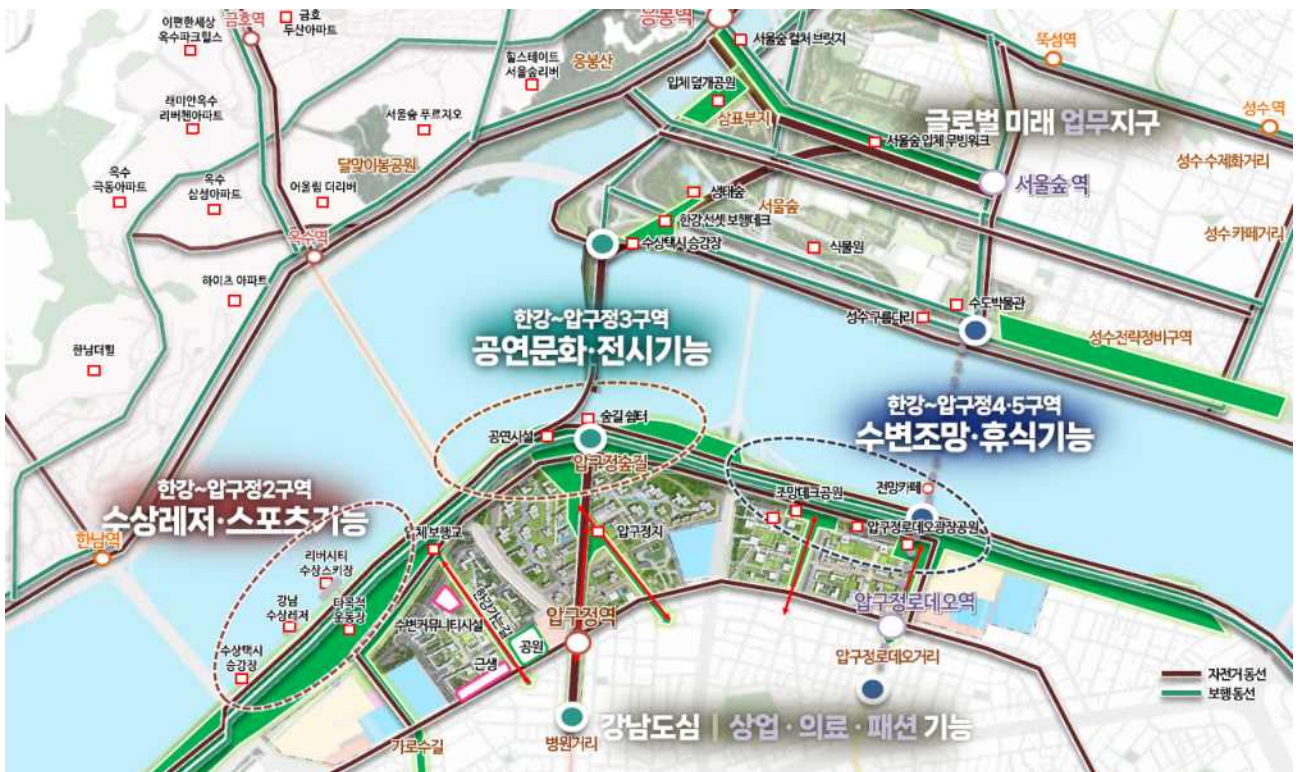 이편한세상
옥수파크힐스
금호역
금호
두산아파트
응봉역
서울숲 컬처 브릿지
뚝섬역
힐스테이트
서울숲리버
응봉산
입체 덮개공원
삼표부지
글로벌 미래 업무지구
성수역
래미안옥수
리버젠아파트
서울숲 푸르지오
서울숲 입체 무빙워크
성수 수제화거리
달맞이봉공원
옥수
극동아파트
옥수
삼성아파트
어울림 더리버
생태숲
서울숲
서울숲 역
한강선셋 보행데크
수상택시 승강장
식물원
성수 카페거리
옥수역
하이츠 아파트
수도박물관
성수구름다리
성수전략정비구역
한남더힐
한강~압구정3구역
공연문화·전시기능
한강~압구정4·5구역
수변조망·휴식기능
숲길 쉼터
공연시설
압구정숲길
한강~압구정2구역
수상레저·스포츠기능
한남역
조망데크공원
전망카페
압구정로데오광장공원
체보행교
압구정지
리버시티
수상스키장
강남
수상레저
다목적
운동장
한강가는길
수변커뮤니티시설
압구정역
공원
근생
압구정로데오역
수상택시
승강장
압구정로데오거리
자전거동선
보행동선
가로수길
병원거리
강남도심 | 상업·의료·패션 기능